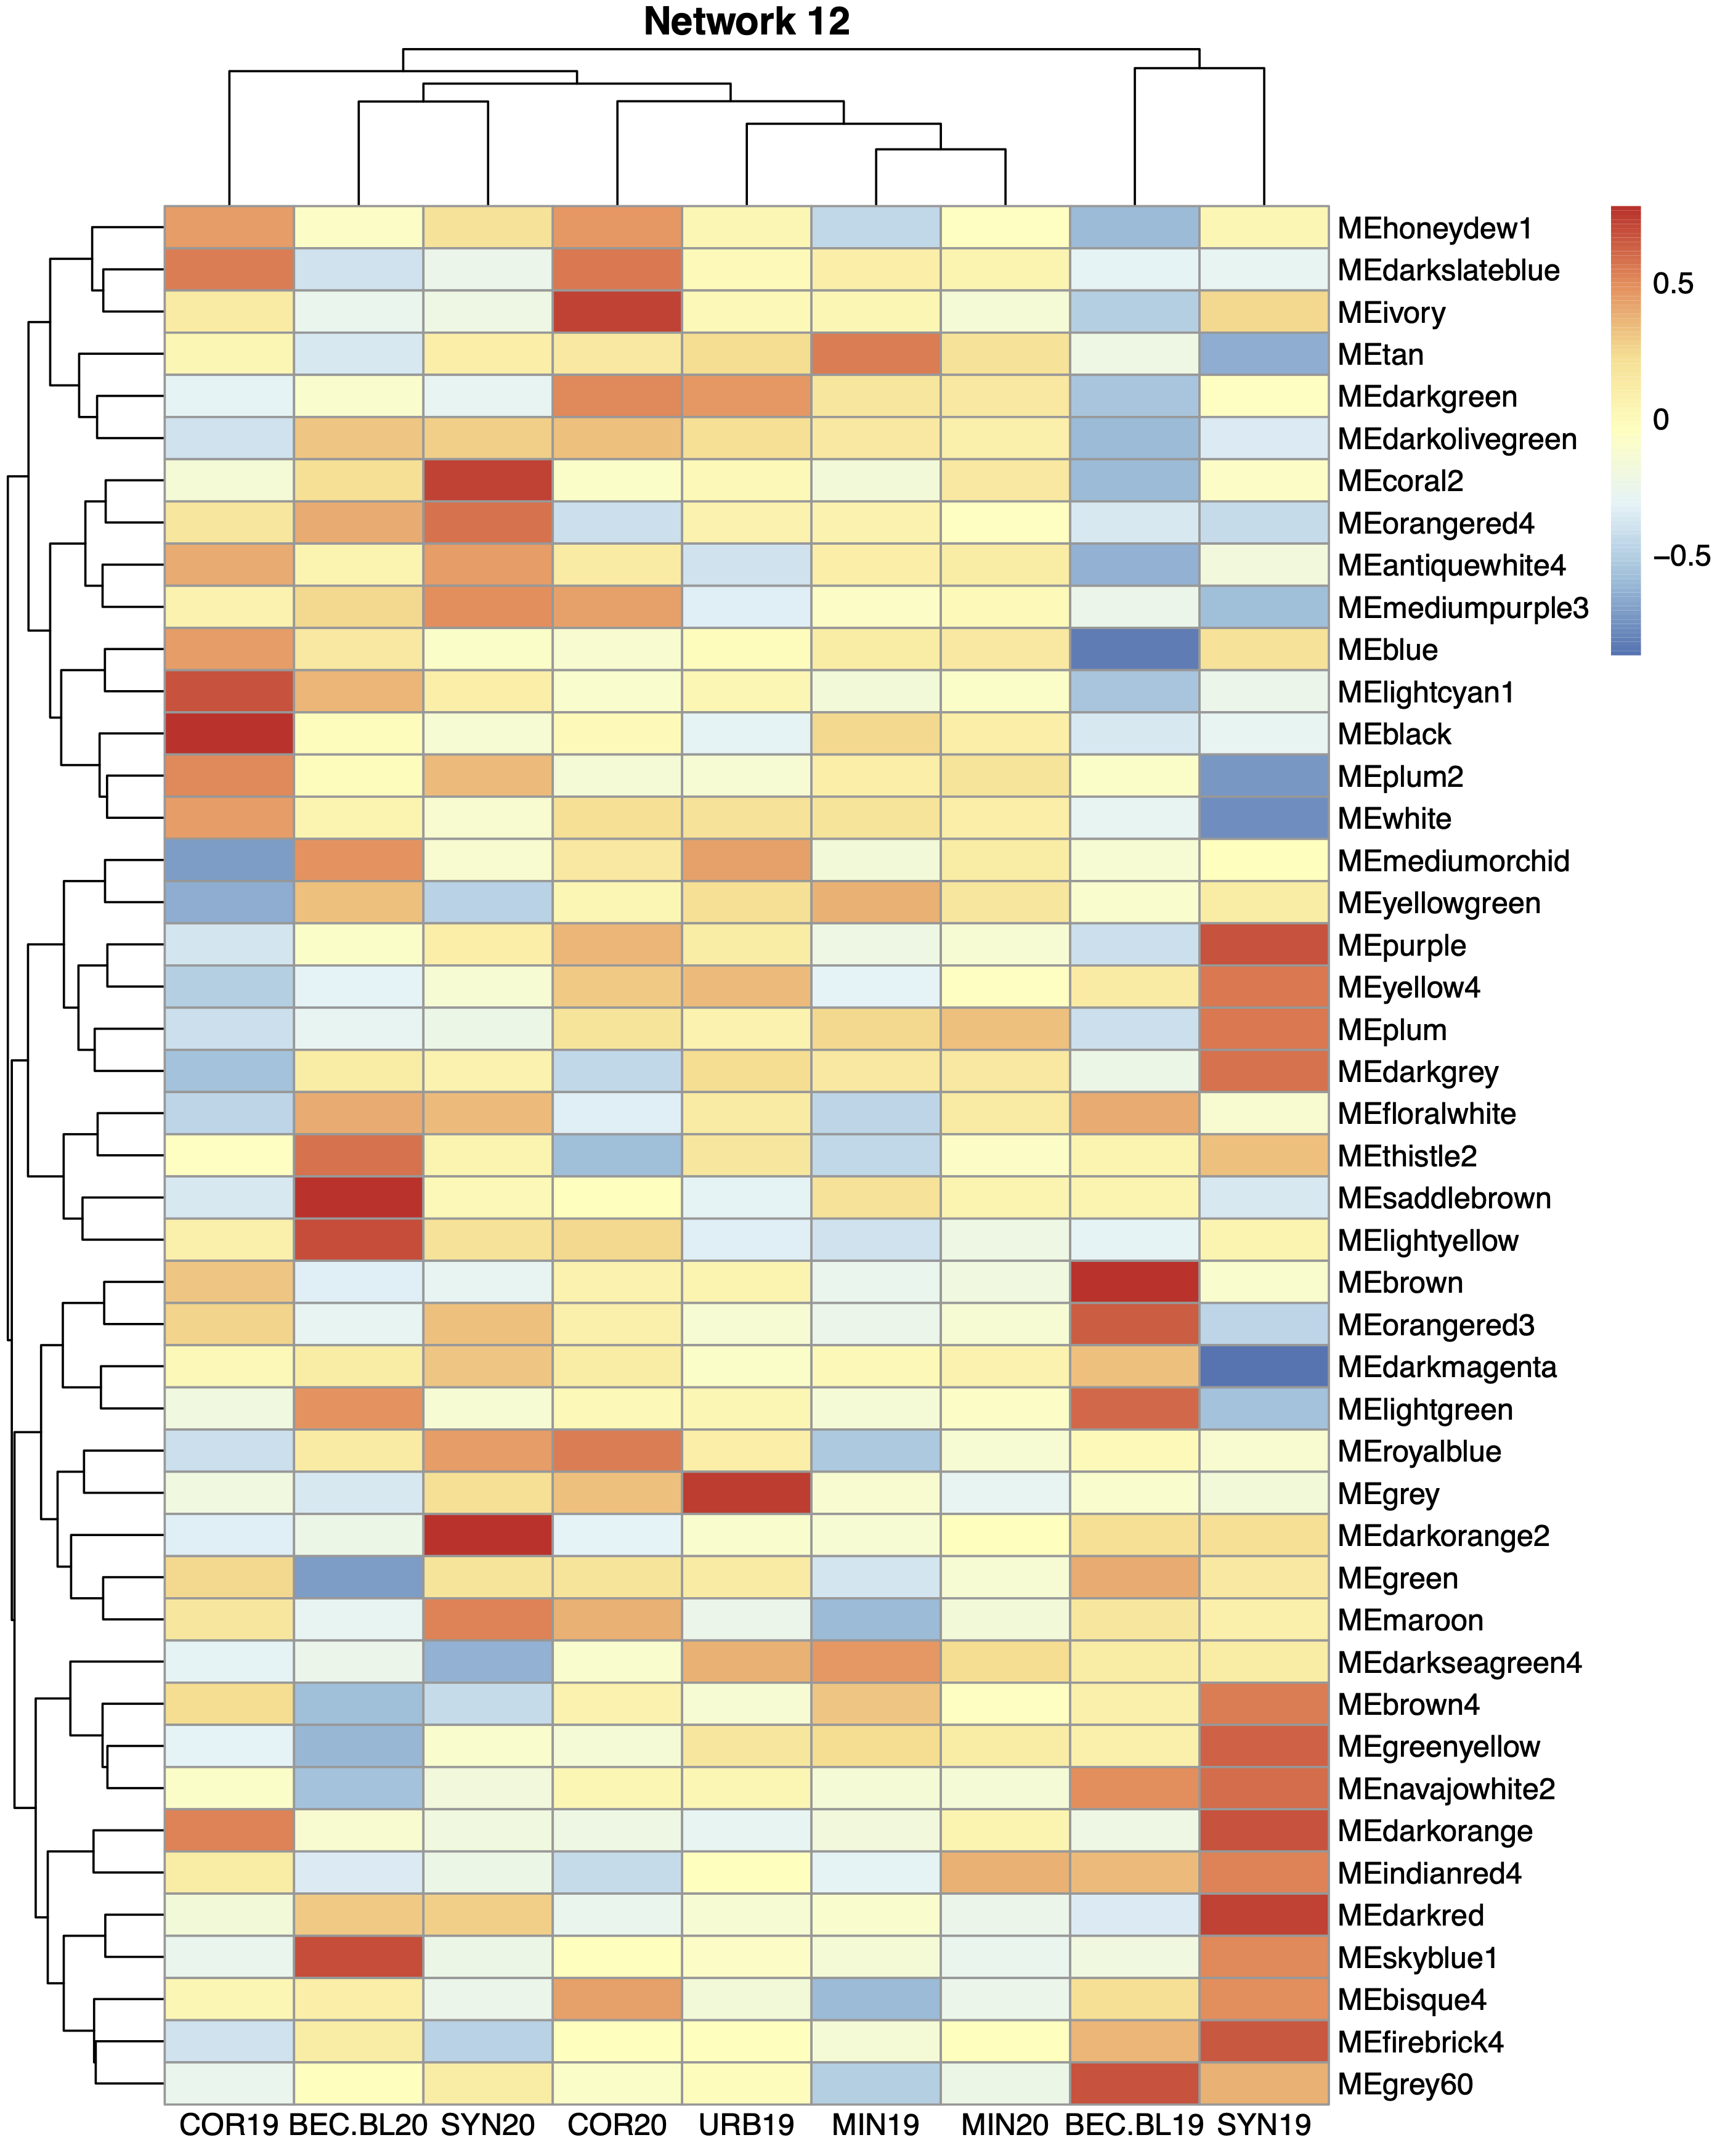 Network 12
MEhoneydew1
MEdarkslateblue
MEivory
MEtan
MEdarkgreen
MEdarkolivegreen
MEcoral2
MEorangered4
MEantiquewhite4
MEmediumpurple3
MEblue
MElightcyan1
MEblack
MEplum2
MEwhite
MEmediumorchid
MEyellowgreen
MEpurple
MEyellow4
MEplum
MEdarkgrey
MEfloralwhite
MEthistle2
MEsaddlebrown
MElightyellow
MEbrown
MEorangered3
MEdarkmagenta
MElightgreen
MEroyalblue
MEgrey
MEdarkorange2
MEgreen
MEmaroon
MEdarkseagreen4
MEbrown4
MEgreenyellow
MEnavajowhite2
MEdarkorange
MEindianred4
MEdarkred
MEskyblue1
MEbisque4
MEfirebrick4
MEgrey60
0.5
0
−0.5
COR19 BEC.BL20 SYN20 COR20 URB19 MIN19 MIN20 BEC.BL19 SYN19